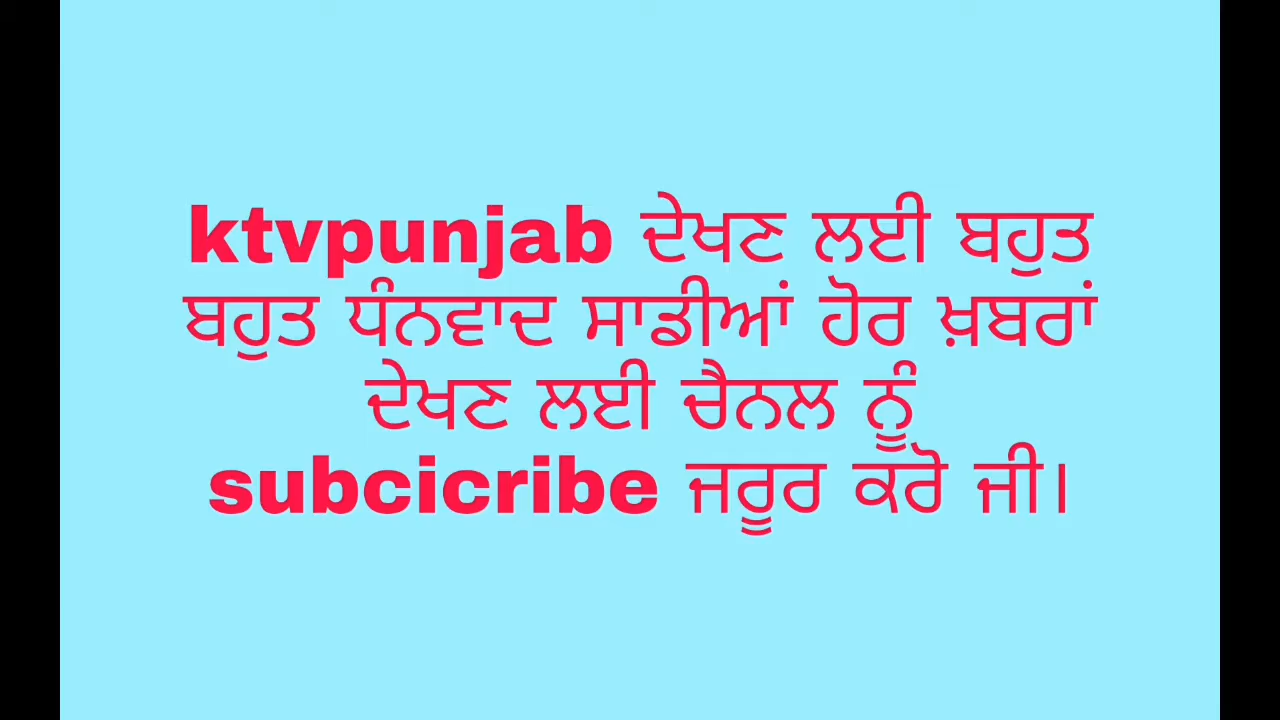 ktvpunjab ਦੇਖਣ ਲਈ ਬਹੁਤ
ਬਹੁਤ ਧੰਨਵਾਦ ਸਾਡੀਆਂ ਹੋਰ ਖ਼ਬਰਾਂ
ਦੇਖਣ ਲਈ ਚੈਨਲ ਨੂੰ
subcicribe ਜਰੂਰ ਕਰੋ ਜੀ।